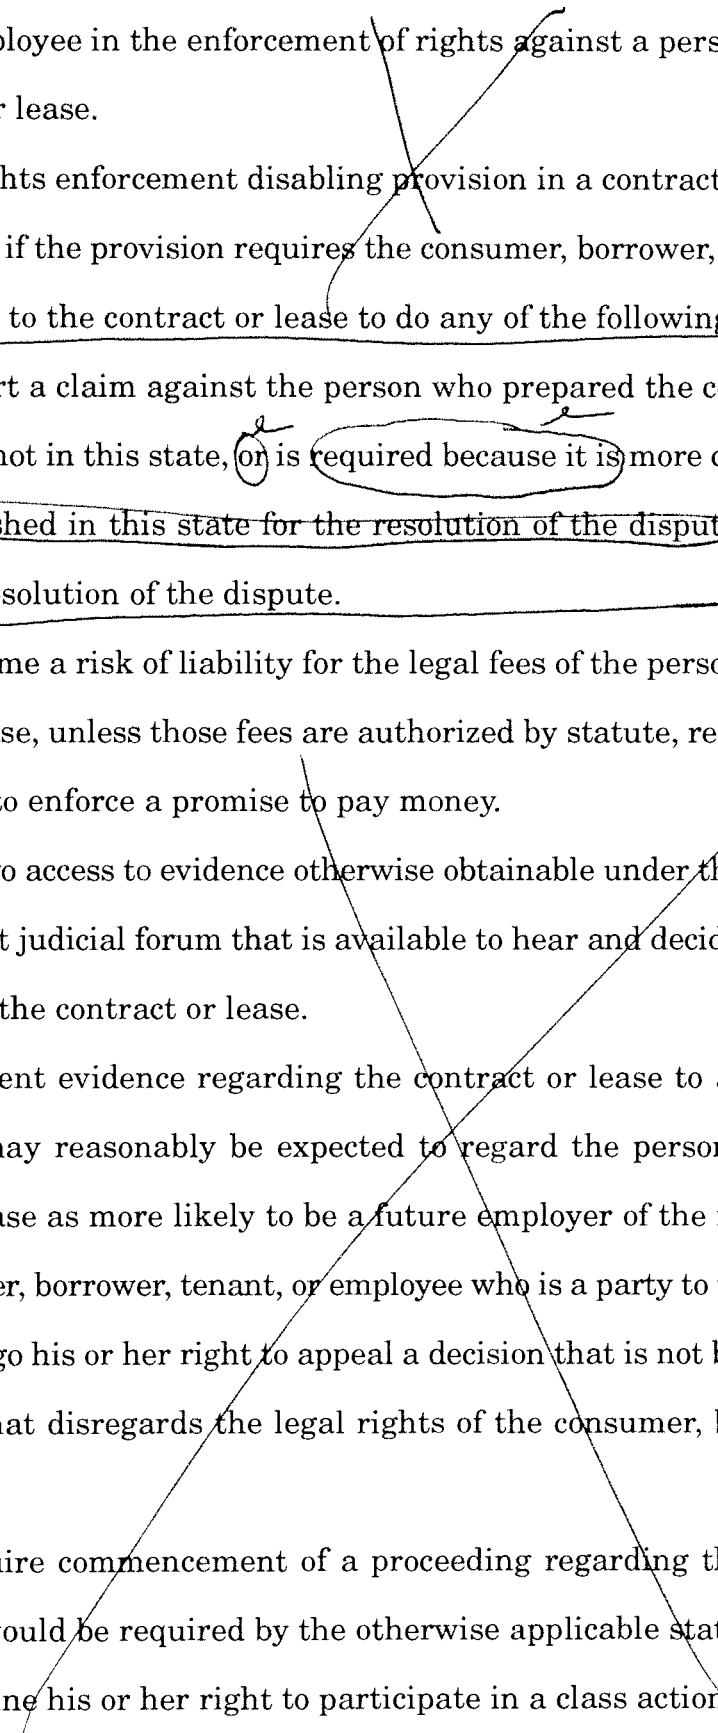 ployee in the enforcement of rights against a pers
r lease.
hts enforcement disabling provision in a contract
if the provision requires the consumer, borrower,
to the contract or lease to do any of the following
rt a claim against the person who prepared the c
not in this state, or is required because it is more
shed in this state for the resolution of the disput
solution of the dispute.
me a risk of liability for the legal fees of the perso
se, unless those fees are authorized by statute, re
to enforce a promise to pay money.
o access to evidence otherwise obtainable under th
t judicial forum that is available to hear and decid
the contract or lease.
ent evidence regarding the contract or lease to
may reasonably be expected to regard the person
ase as more likely to be a future employer of the
er, borrower, tenant, or employee who is a party to
go his or her right to appeal a decision that is not b
hat disregards the legal rights of the consumer,
uire commencement of a proceeding regarding th
would be required by the otherwise applicable stat
ne his or her right to participate in a class action